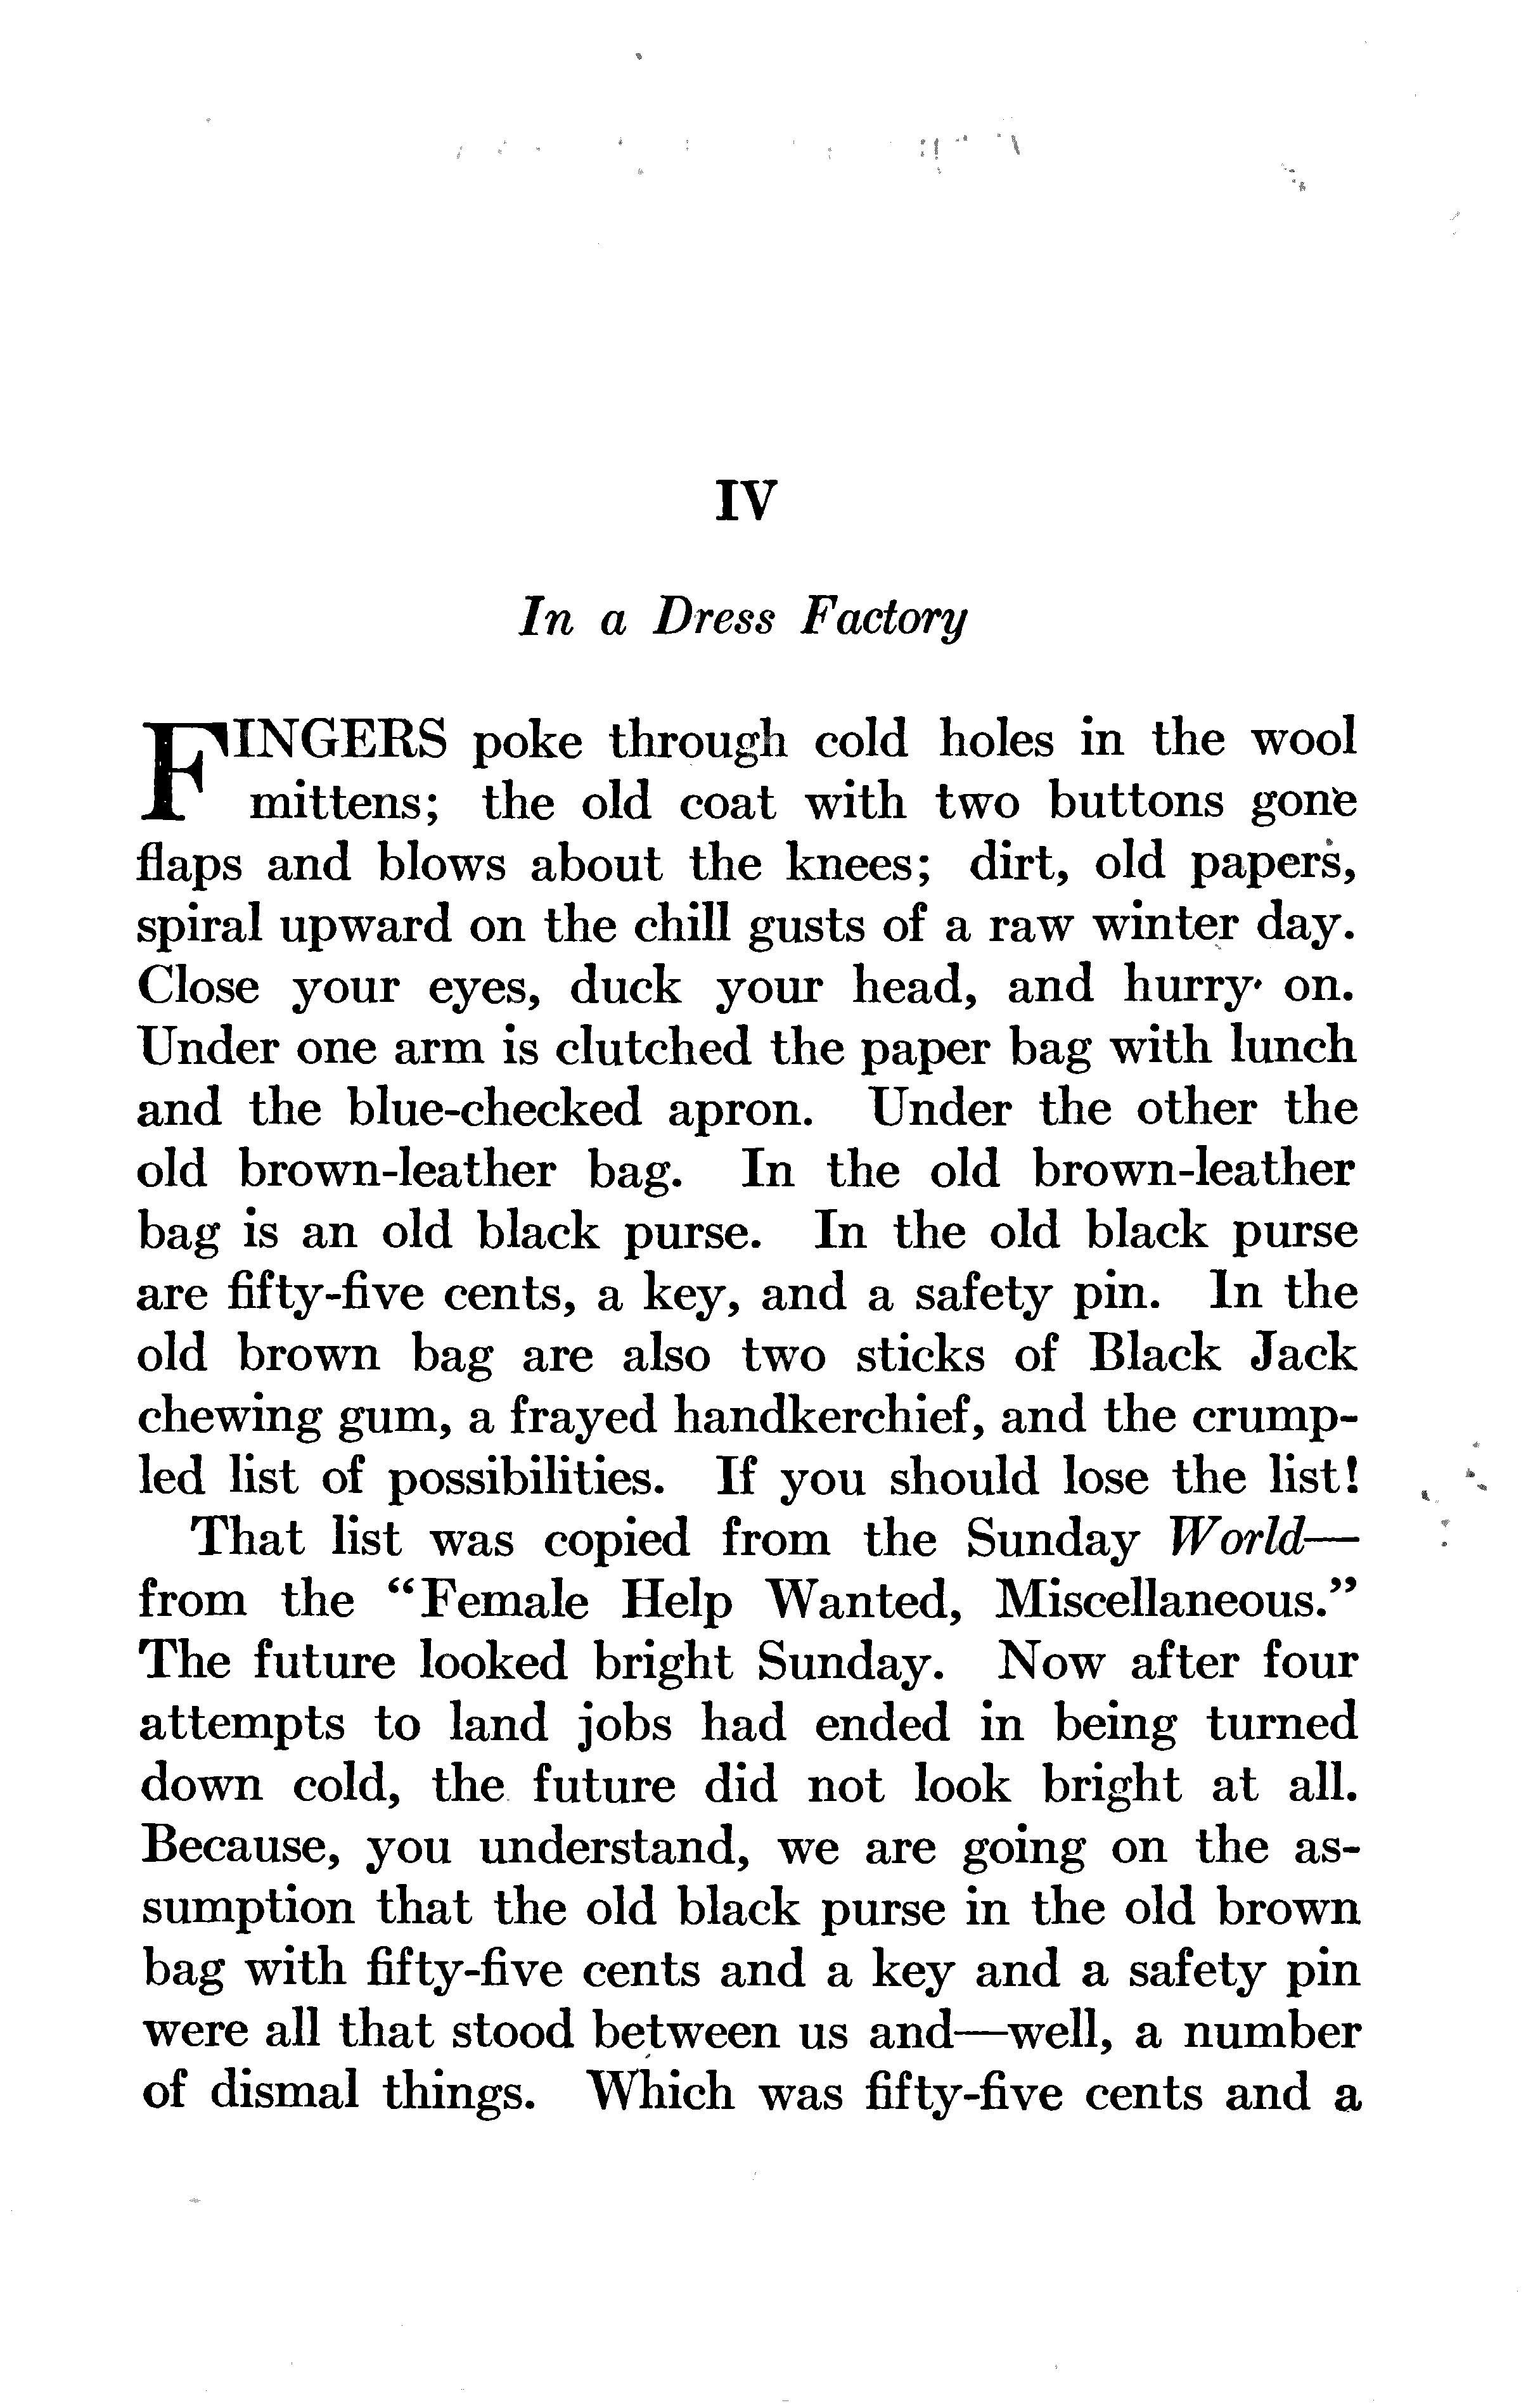 IV
In a Dress Factory
FINGERS poke through cold holes in the wool
mittens; the old coat with two buttons gone
flaps and blows about the knees; dirt, old papers,
spiral upward on the chill gusts of a raw winter day.
Close your eyes, duck your head, and hurry on.
Under one arm is clutched the paper bag with lunch
and the blue-checked apron. Under the other the
old brown-leather bag. In the old brown-leather
bag is an old black purse. In the old black purse
are fifty-five cents, a key, and a safety pin. In the
old brown bag are also two sticks of Black Jack
chewing gum, a frayed handkerchief, and the crump-
led list of possibilities. If you should lose the list!
That list was copied from the Sunday World—
from the “Female Help Wanted, Miscellaneous.”
The future looked bright Sunday. Now after four
attempts to land jobs had ended in being turned
down cold, the future did not look bright at all.
Because, you understand, we are going on the as-
sumption that the old black purse in the old brown
bag with fifty-five cents and a key and a safety pin
were all that stood between us and—well, a number
of dismal things. Which was fifty-five cents and a